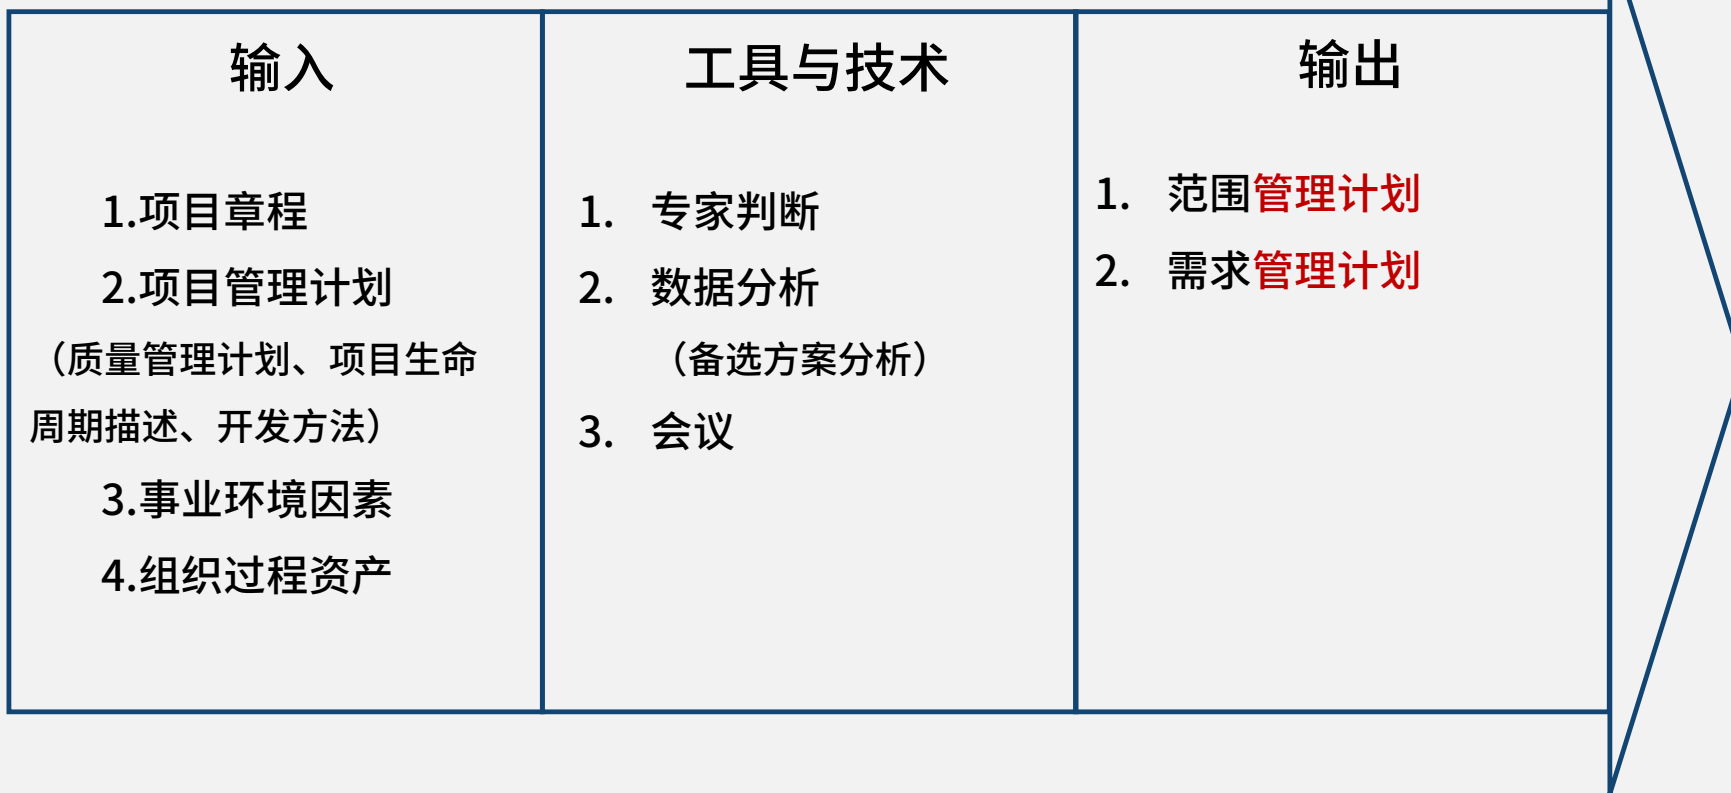 输入
1.项目章程
2.项目管理计划
（质量管理计划、项目生命
周期描述、开发方法）
3.事业环境因素
4.组织过程资产
工具与技术
1. 专家判断
2. 数据分析
（备选方案分析）
3. 会议
输出
1. 范围管理计划
2. 需求管理计划